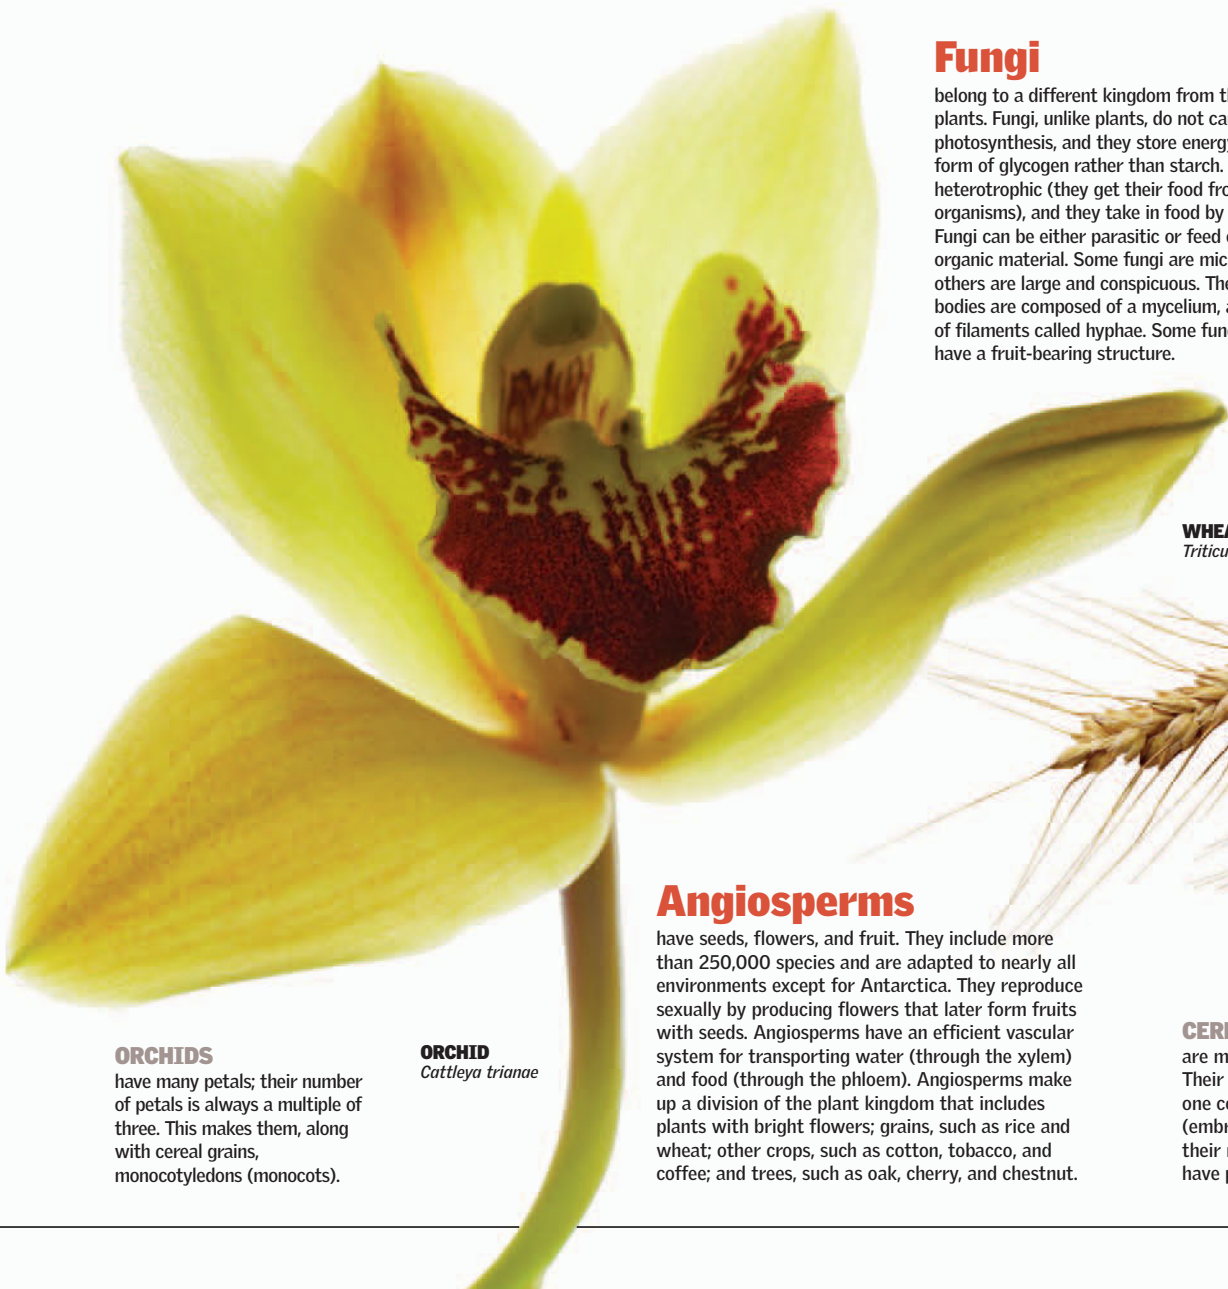 Fungi
belong to a different kingdom from
plants. Fungi, unlike plants, do not
photosynthesis, and they store
form of glycogen rather than starch.
heterotrophic (they get their food
organisms), and they take in food by
Fungi can be either parasitic or feed
organic material. Some fungi are
others are large and conspicuous.
bodies are composed of a mycelium,
of filaments called hyphae. Some
have a fruit-bearing structure.
Angiosperms
have seeds, flowers, and fruit. They include more
than 250,000 species and are adapted to nearly all
environments except for Antarctica. They reproduce
sexually by producing flowers that later form fruits
with seeds. Angiosperms have an efficient vascular
system for transporting water (through the xylem)
and food (through the phloem). Angiosperms make
up a division of the plant kingdom that includes
plants with bright flowers; grains, such as rice and
wheat; other crops, such as cotton, tobacco, and
coffee; and trees, such as oak, cherry, and chestnut.
ORCHIDS
have many petals; their number
of petals is always a multiple of
three. This makes them, along
with cereal grains,
monocotyledons (monocots).
ORCHID
Cattleya trianae
are
Their
one
their
have